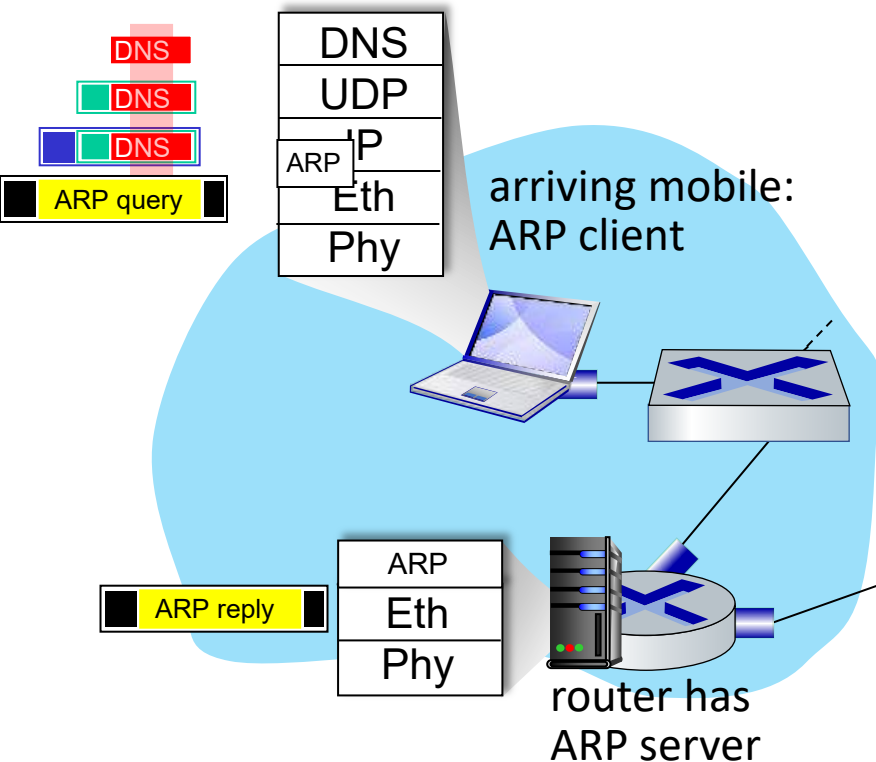 DNS
DNS
DNS
ARP query
DNS
UDP
IP
ARP
Eth
Phy
arriving mobile:
ARP client
ARP reply
ARP
Eth
Phy
router has
ARP server